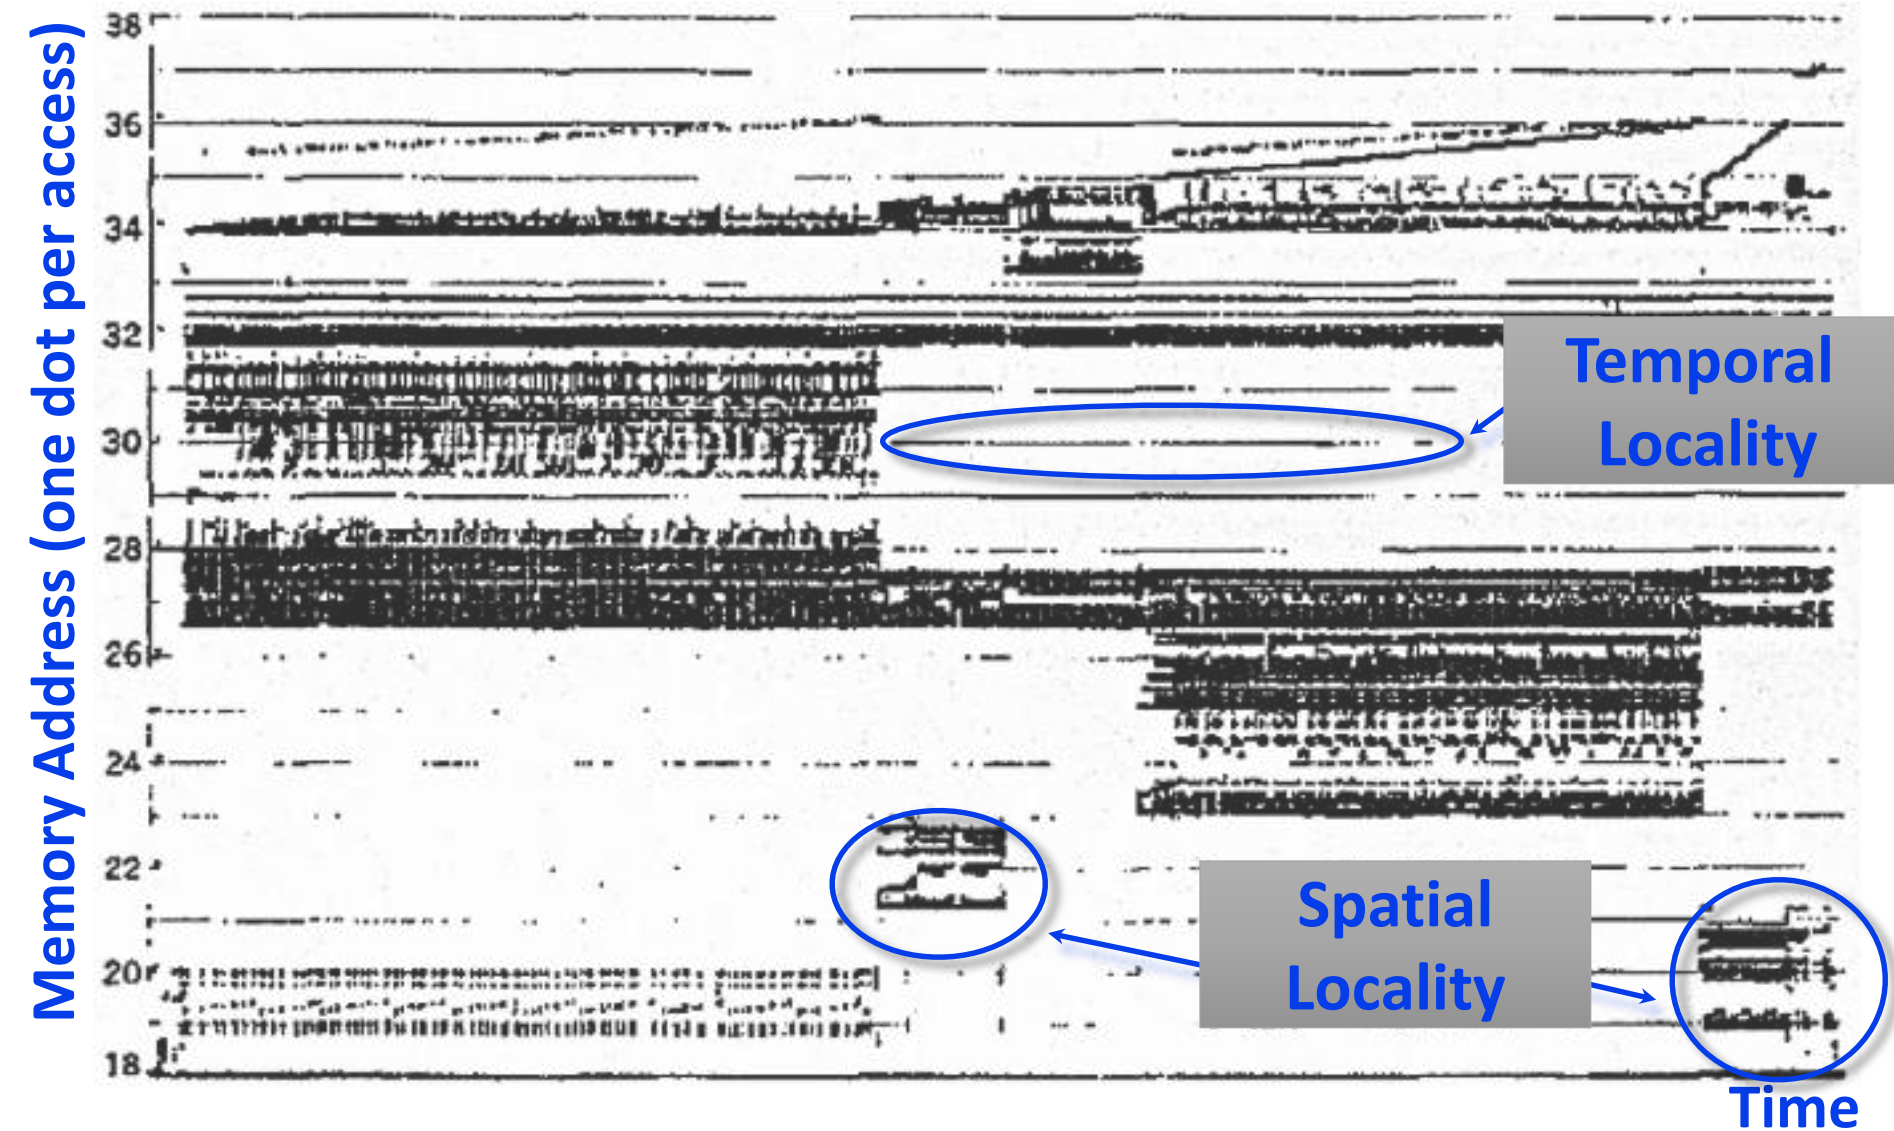 Memory Address (one dot per access)
38
36
34
32
30
28
26
24
22
20
18
Temporal
Locality
Spatial
Locality
Time